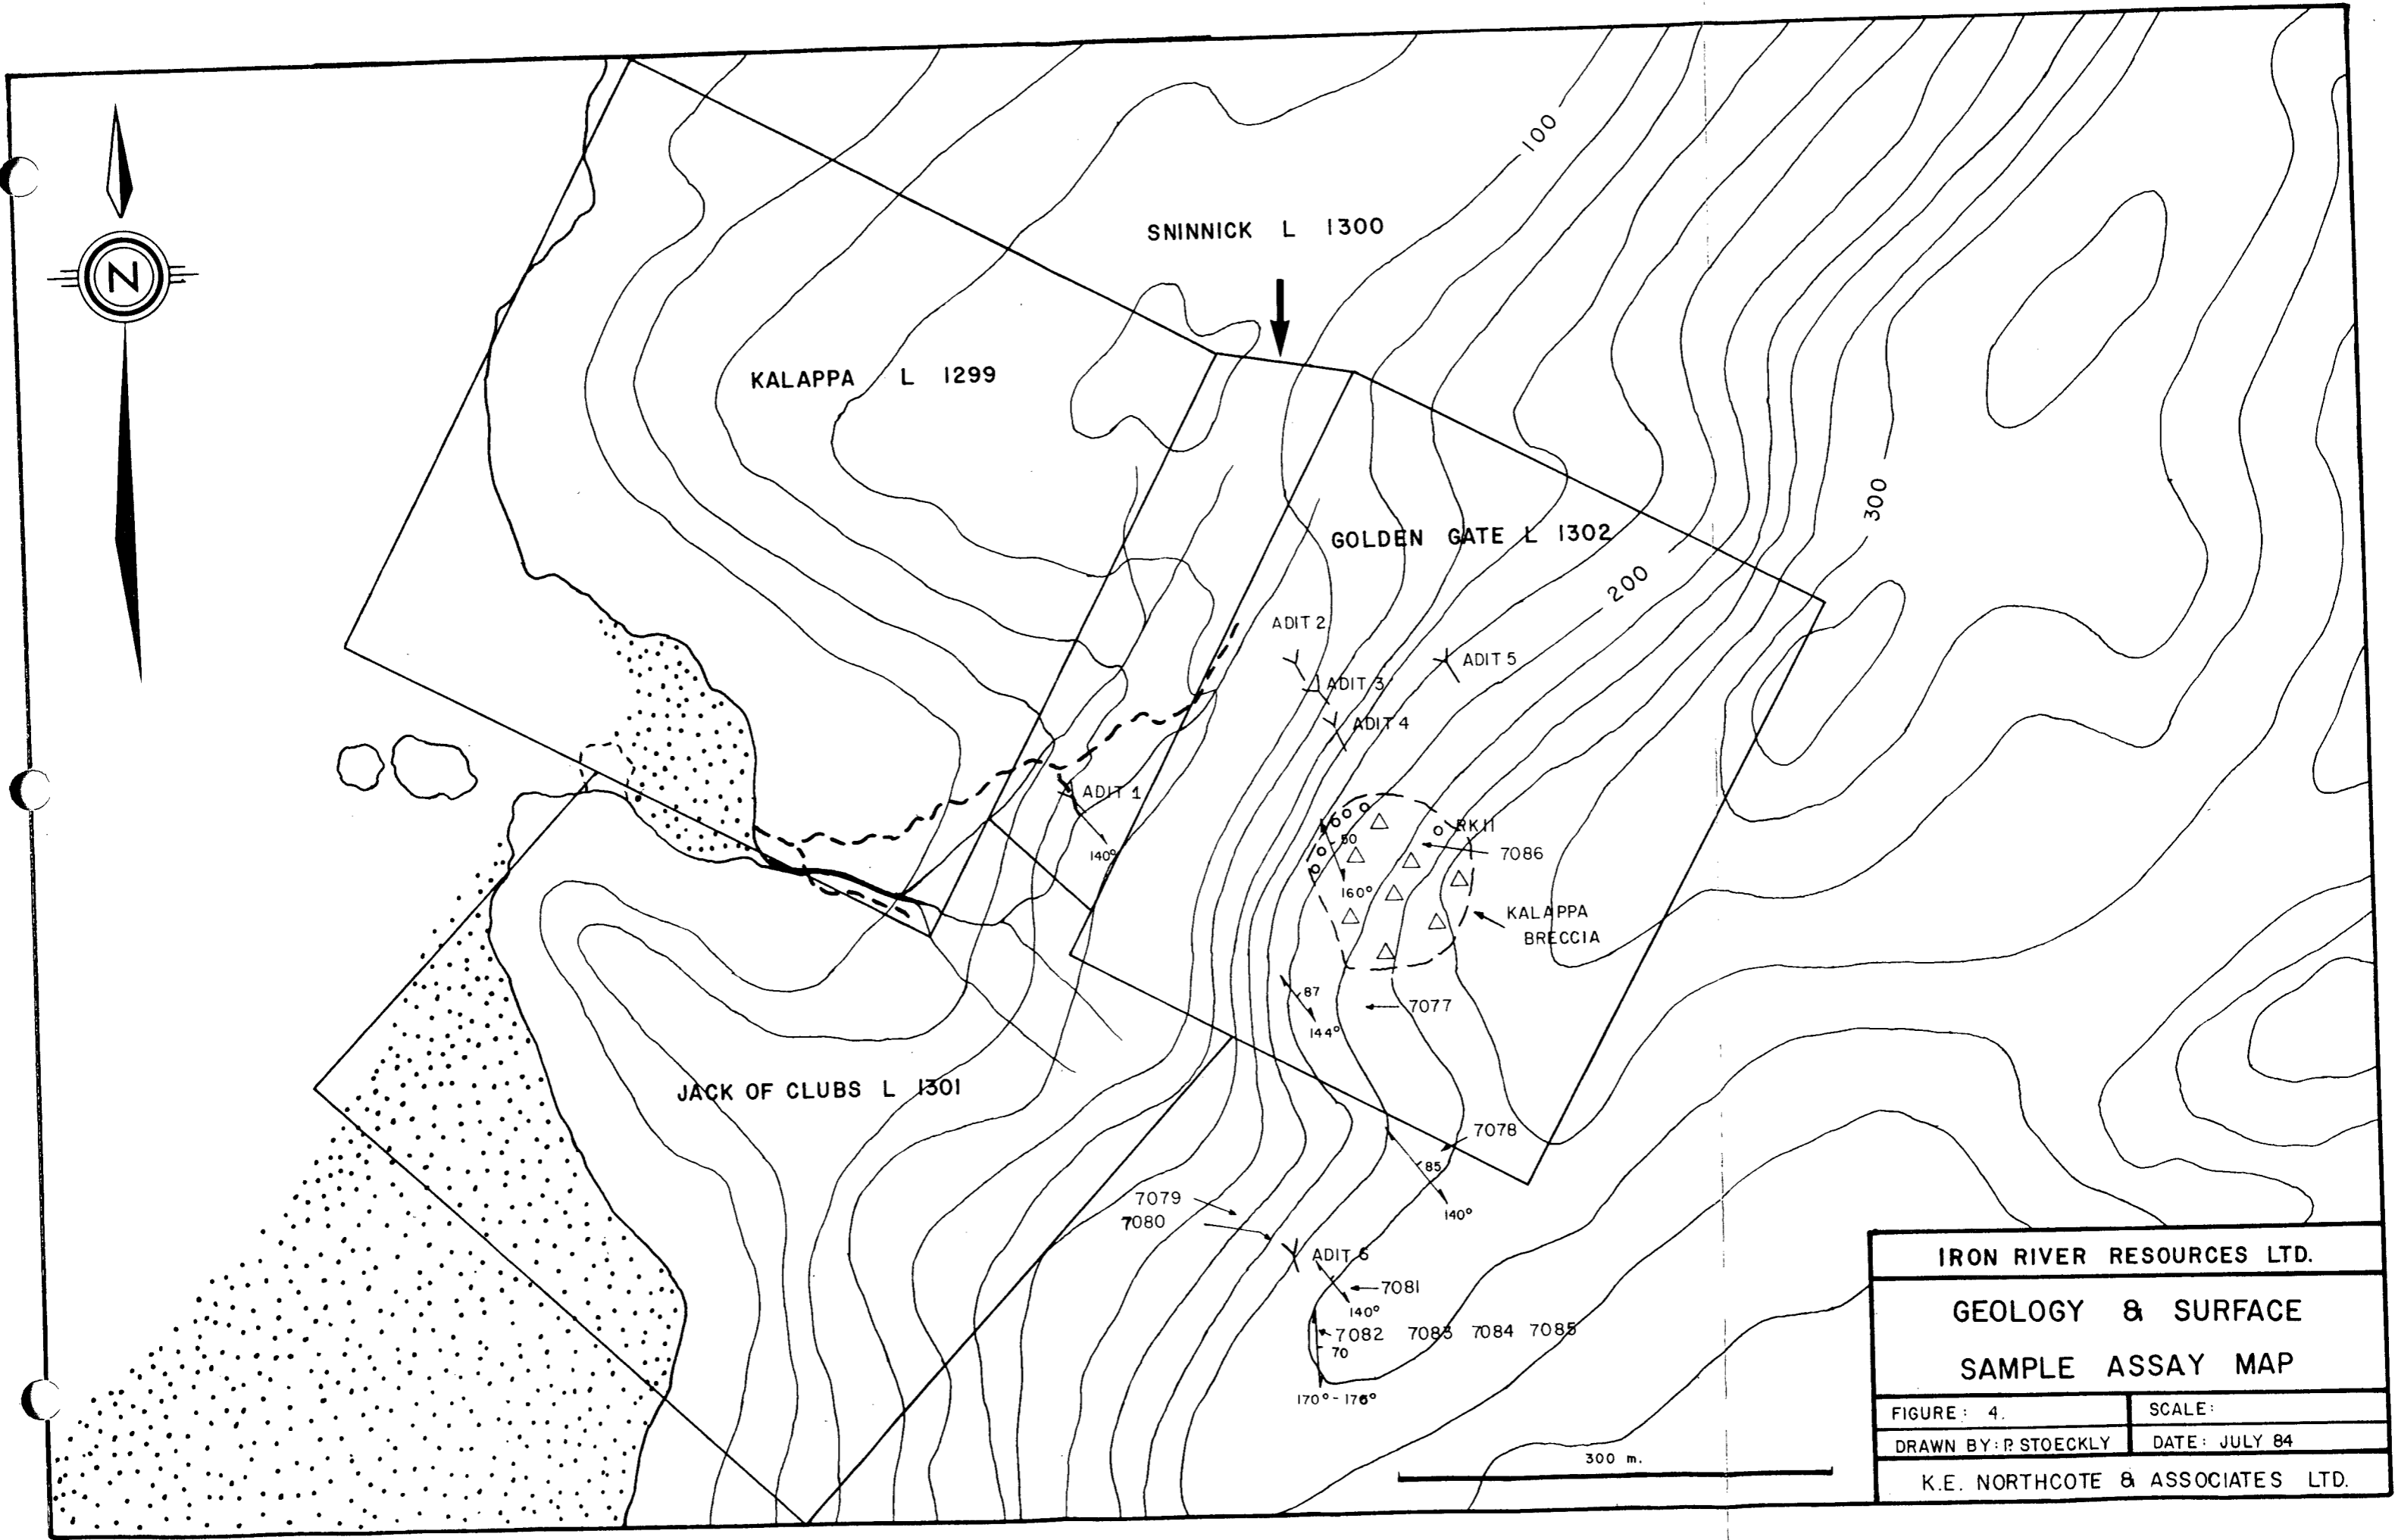 N
100
SNINNICK L 1300
KALAPPA L 1299
300
GOLDEN GATE L 1302
200
ADIT 2
ADIT 5
ADIT 3
ADIT 4
ADIT 1
140°
RK11
50
7086
160°
KALAPPA
BRECCIA
87
7077
144°
JACK OF CLUBS L 1301
7078
85
140°
7079
7080
ADIT 6
7081
140°
7082 7083 7084 7085
70
170° - 176°
300 m.
IRON RIVER RESOURCES LTD.
GEOLOGY & SURFACE
SAMPLE ASSAY MAP
FIGURE: 4.
SCALE:
DRAWN BY: P. STOECKLY
DATE: JULY 84
K.E. NORTHCOTE & ASSOCIATES LTD.